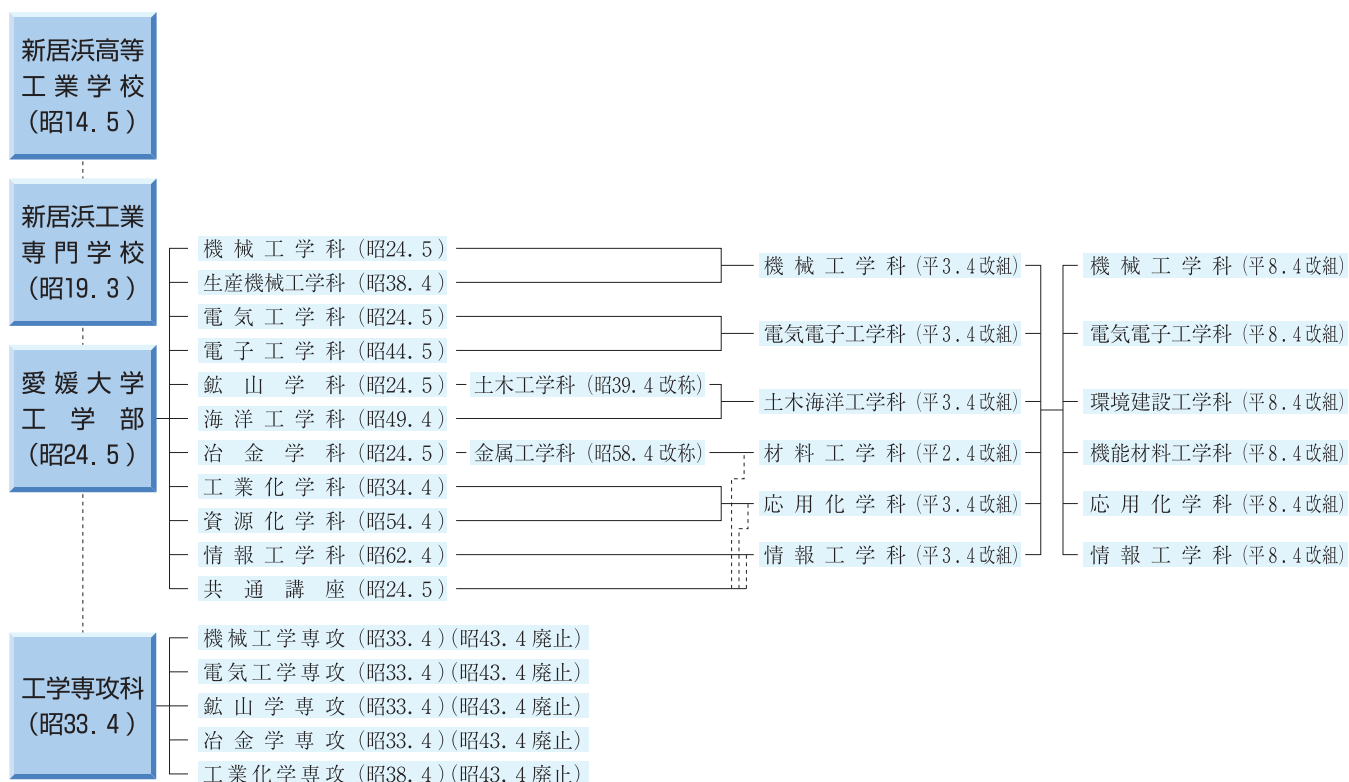 新居浜高等
工業学校
(昭14. 5)
新居浜工業
専門学校
(昭19. 3)
愛媛大学
工学部
(昭24. 5)
工学専攻科
(昭33. 4)
機械工学科 (昭24. 5)
生産機械工学科 (昭38. 4)
電気工学科 (昭24. 5)
電子工学科 (昭44. 5)
鉱山学科 (昭24. 5)
海洋工学科 (昭49. 4)
冶金学科 (昭24. 5)
工業化学科 (昭34. 4)
資源化学科 (昭54. 4)
情報工学科 (昭62. 4)
共通講座 (昭24. 5)
土木工学科 (昭39. 4改称)
金属工学科 (昭58. 4改称)
機械工学科 (平3. 4改組)
電気電子工学科 (平3. 4改組)
土木海洋工学科 (平3. 4改組)
材料工学科 (平2. 4改組)
応用化学科 (平3. 4改組)
情報工学科 (平3. 4改組)
機械工学科 (平8. 4改組)
電気電子工学科 (平8. 4改組)
環境建設工学科 (平8. 4改組)
機能材料工学科 (平8. 4改組)
応用化学科 (平8. 4改組)
情報工学科 (平8. 4改組)
機械工学専攻 (昭33. 4) (昭43. 4廃止)
電気工学専攻 (昭33. 4) (昭43. 4廃止)
鉱山学専攻 (昭33. 4) (昭43. 4廃止)
冶金学専攻 (昭33. 4) (昭43. 4廃止)
工業化学専攻 (昭38. 4) (昭43. 4廃止)